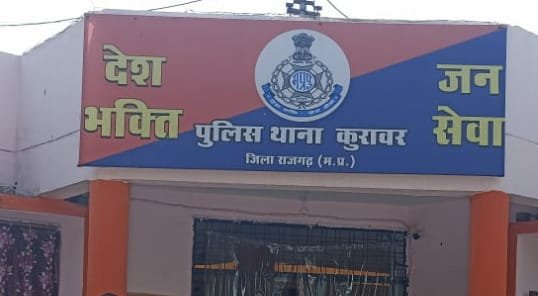 देश
भक्ति
जन
सेवा
पुलिस थाना कुरावर
जिला राजगढ़ (म.प्र.)